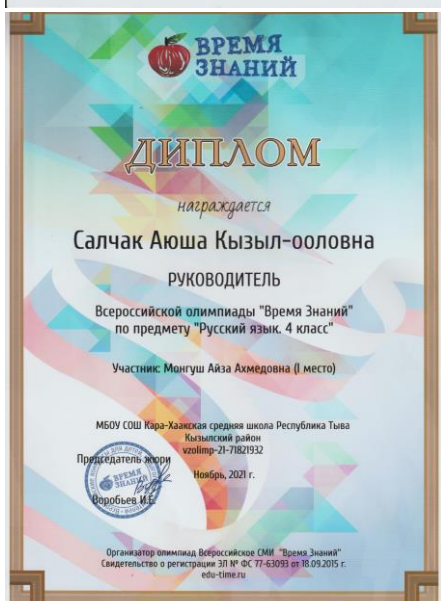 ВРЕМЯ
ЗНАНИЙ
ДИПЛОМ
награждается
Салчак Аюша Кызыл-ооловна
РУКОВОДИТЕЛЬ
Всероссийской олимпиады "Время Знаний"
по предмету "Русский язык. 4 класс"
Участник: Монгуш Айза Ахмедовна (I место)
МБОУ СОШ Кара-Хаакская средняя школа Республика Тыва
Кызылский район
vzolimp-21-71821932
Председатель жюри
Ноябрь, 2021 г.
ВРЕМЯ
ЗНАНИЙ
Воробьев И.Е.
Организатор олимпиад Всероссийское СМИ "Время Знаний"
Свидетельство о регистрации ЭЛ № ФС 77-63093 от 18.09.2015 г.
edu-time.ru